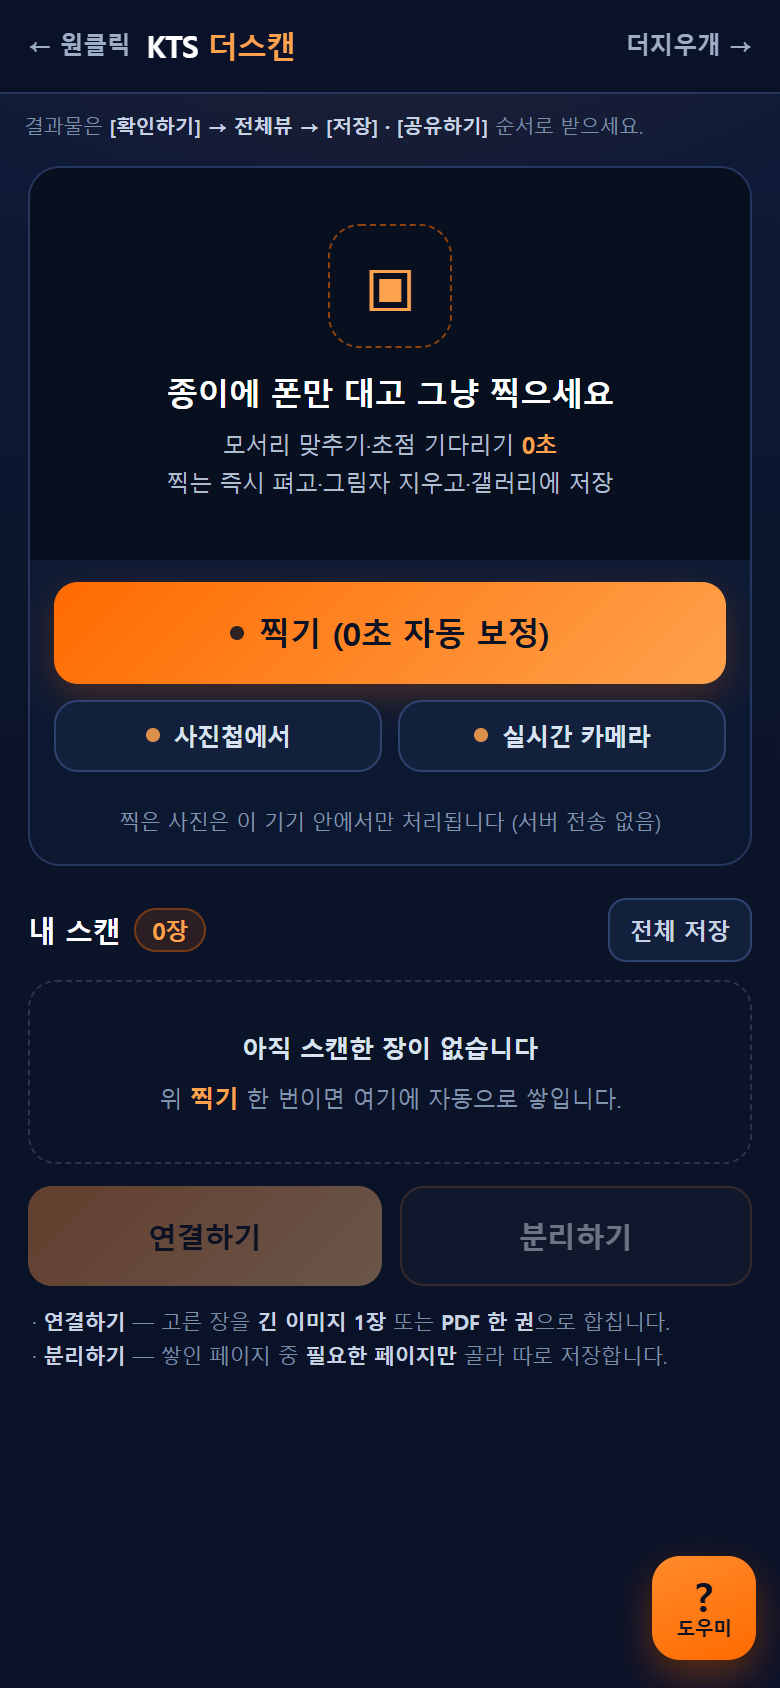 ← 원클릭 KTS 더스캔 더지우개 →
결과물은 [확인하기] → 전체뷰 → [저장] · [공유하기] 순서로 받으세요.
종이에 폰만 대고 그냥 찍으세요
모서리 맞추기·초점 기다리기 0초
찍는 즉시 펴고·그림자 지우고·갤러리에 저장
찍기 (0초 자동 보정)
사진첩에서 실시간 카메라
찍은 사진은 이 기기 안에서만 처리됩니다 (서버 전송 없음)
내 스캔 0장 전체 저장
아직 스캔한 장이 없습니다
위 찍기 한 번이면 여기에 자동으로 쌓입니다.
연결하기 분리하기
· 연결하기 — 고른 장을 긴 이미지 1장 또는 PDF 한 권으로 합칩니다.
· 분리하기 — 쌓인 페이지 중 필요한 페이지만 골라 따로 저장합니다.
?
도우미